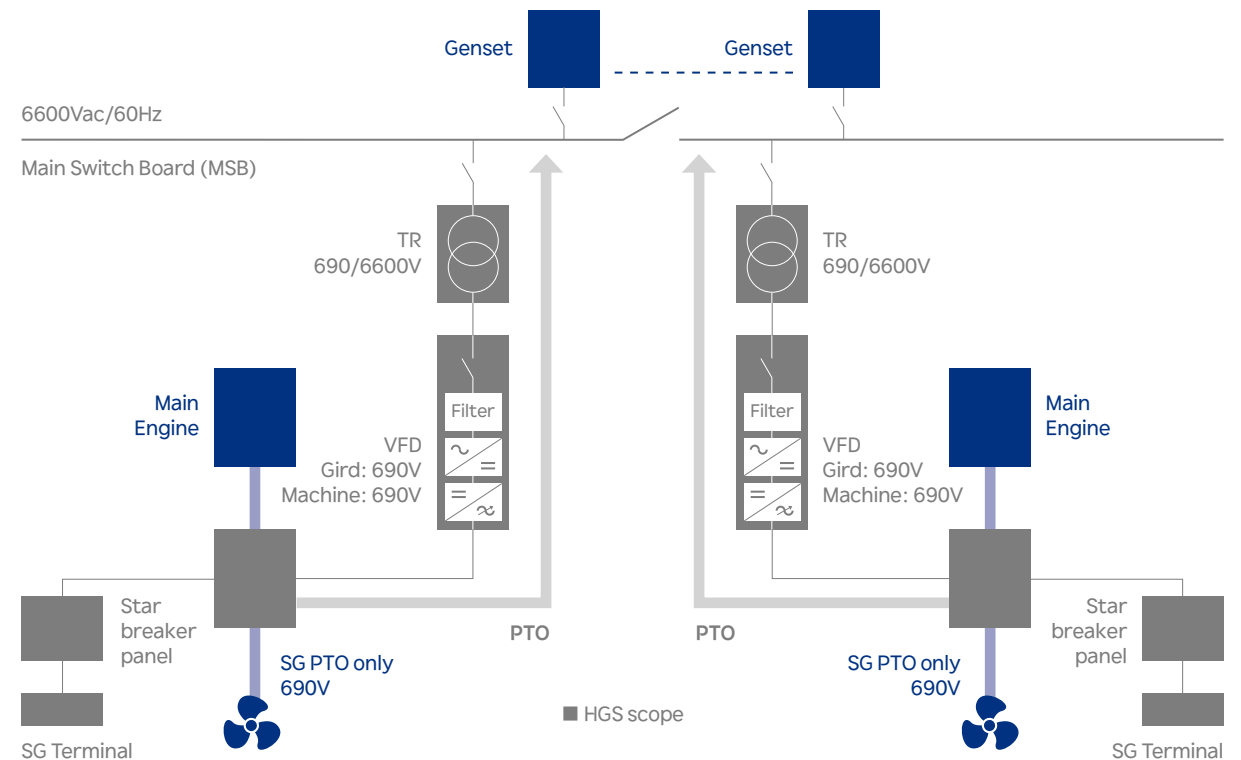 Genset
Genset
6600Vac/60Hz
Main Switch Board (MSB)
TR
690/6600V
TR
690/6600V
Main
Engine
Filter
VFD
Gird: 690V
Machine: 690V
Filter
VFD
Gird: 690V
Machine: 690V
Main
Engine
Star
breaker
panel
PTO
PTO
Star
breaker
panel
SG PTO only
690V
SG PTO only
690V
HGS scope
SG Terminal
SG Terminal